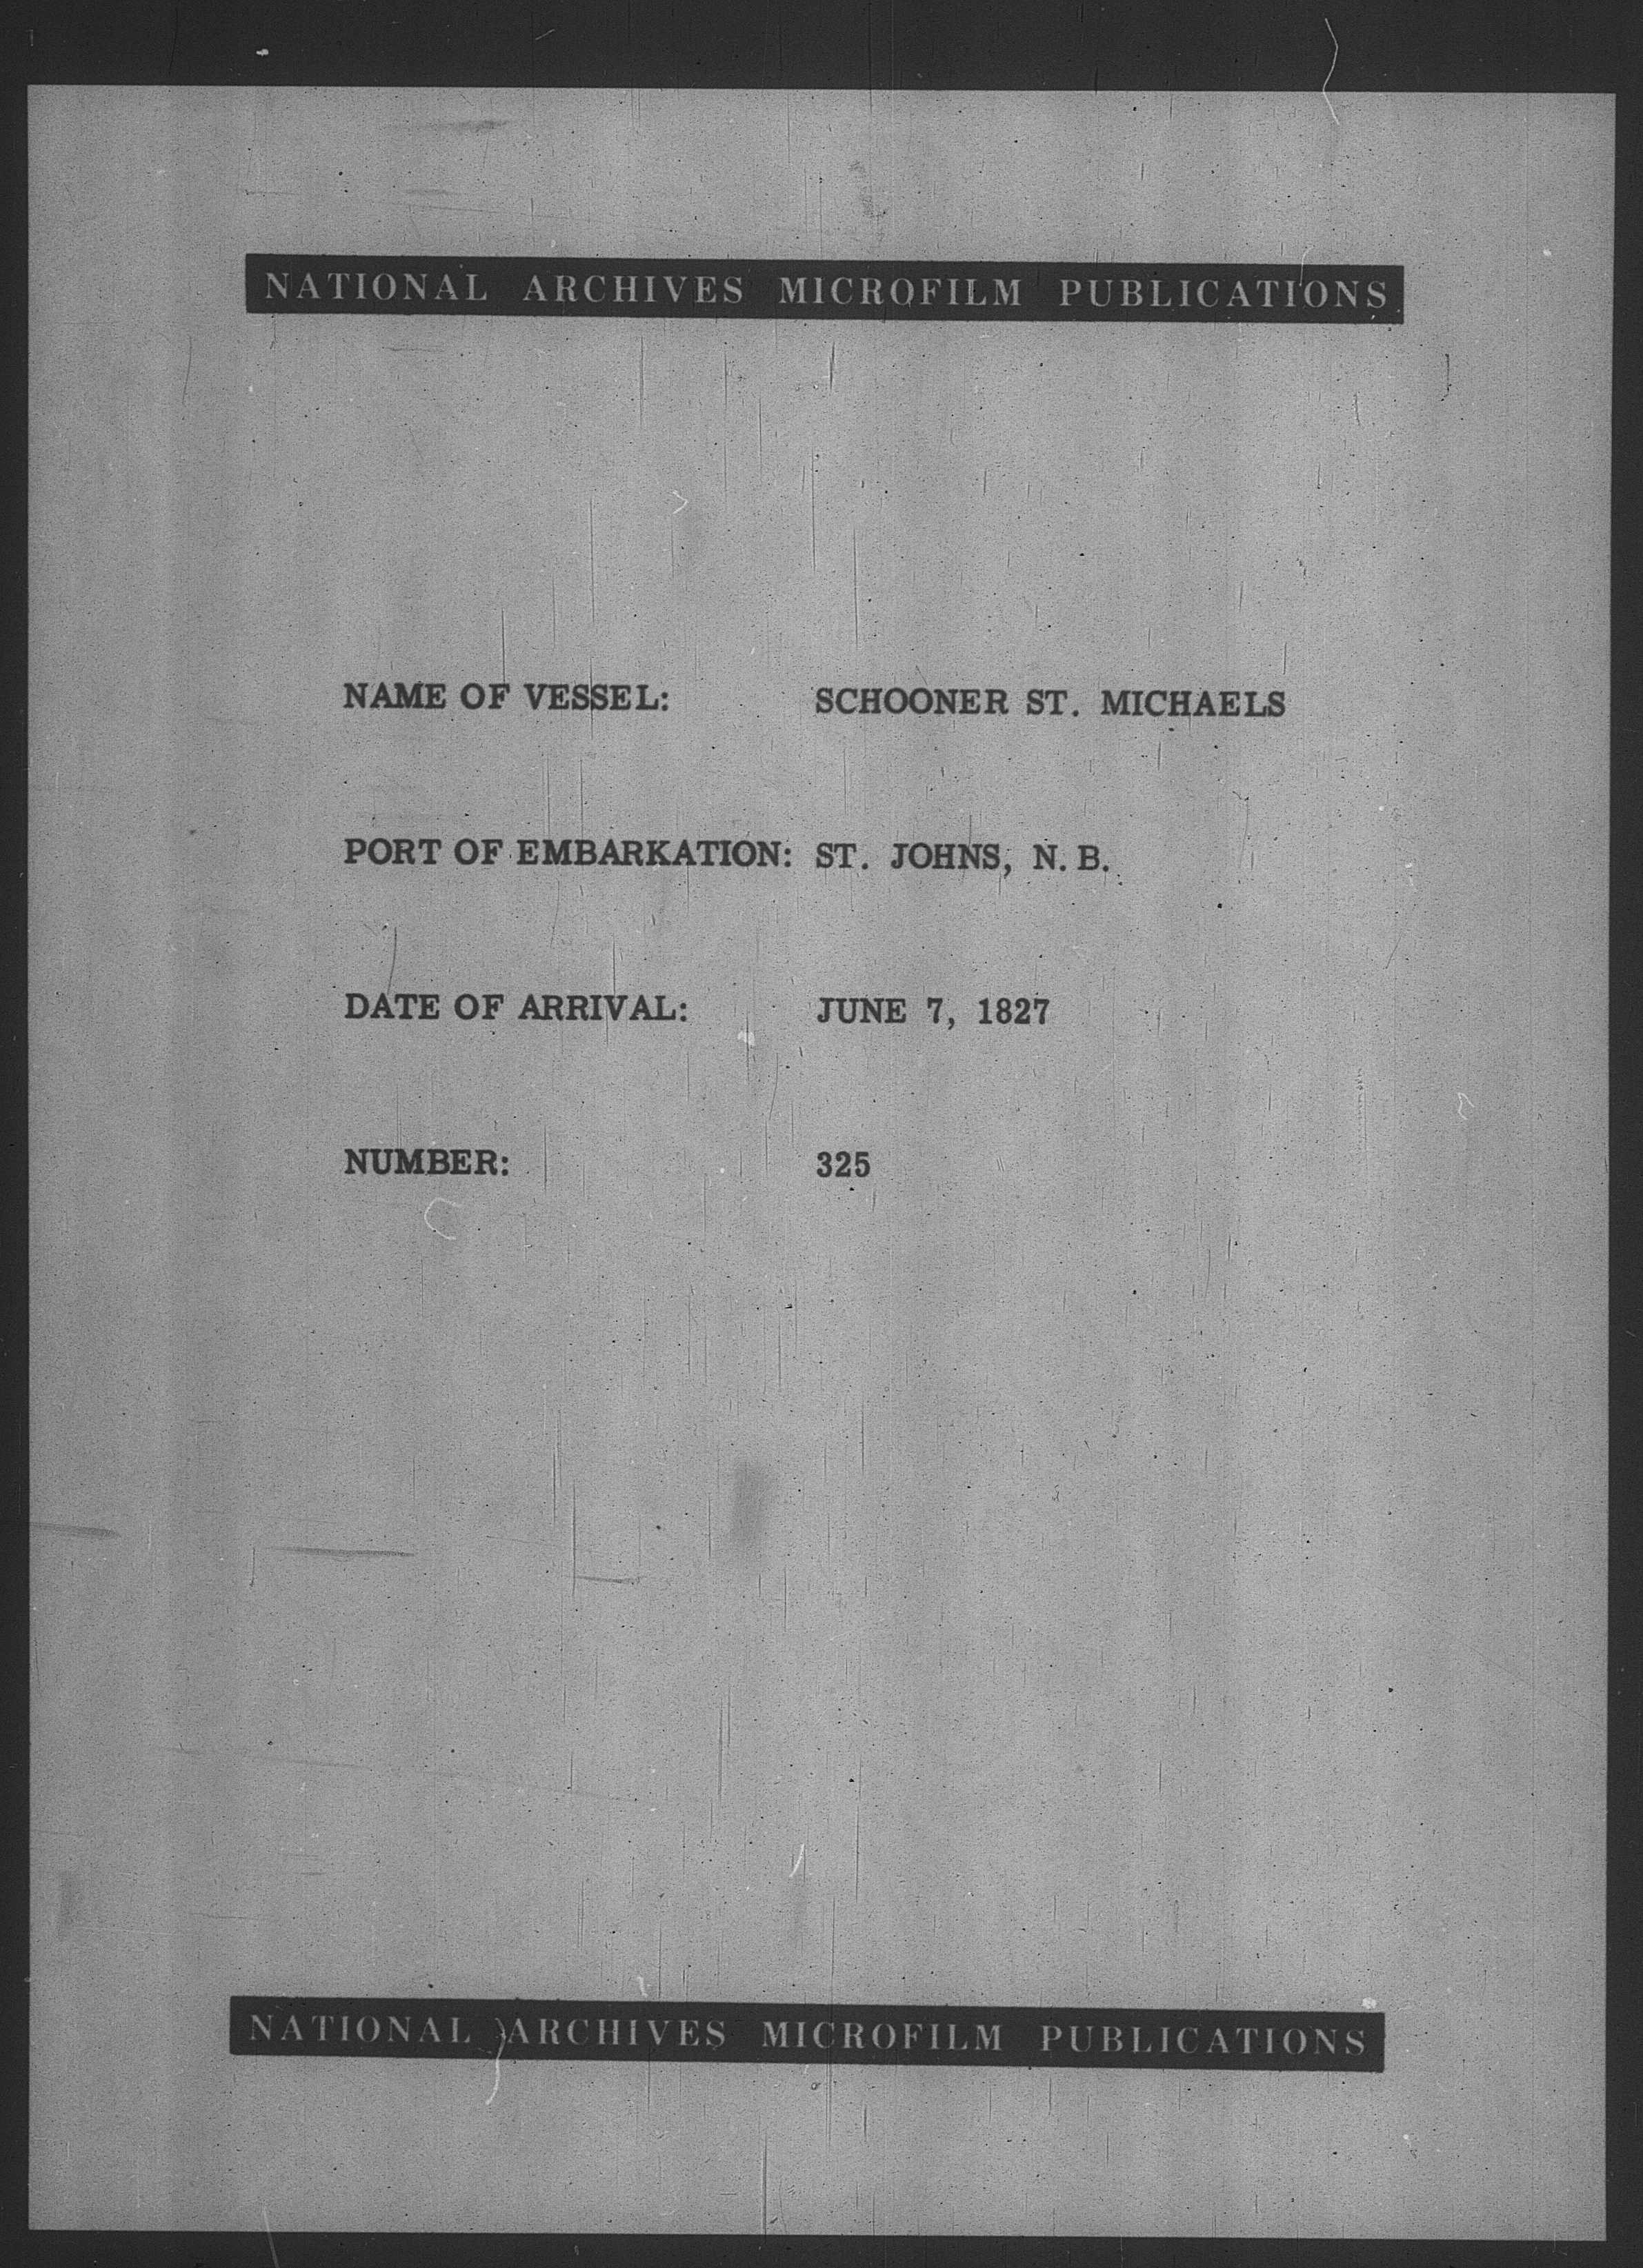 NATIONAL ARCHIVES MICROFILM PUBLICATIONS
NAME OF VESSEL: SCHOONER ST. MICHAELS
PORT OF EMBARKATION: ST. JOHNS, N. B.
DATE OF ARRIVAL: JUNE 7, 1827
NUMBER: 325
NATIONAL ARCHIVES MICROFILM PUBLICATIONS